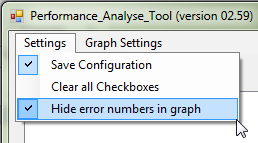 Performance_Analyse_Tool (version 02.59)
Settings Graph Settings
Save Configuration
Clear all Checkboxes
Hide error numbers in graph